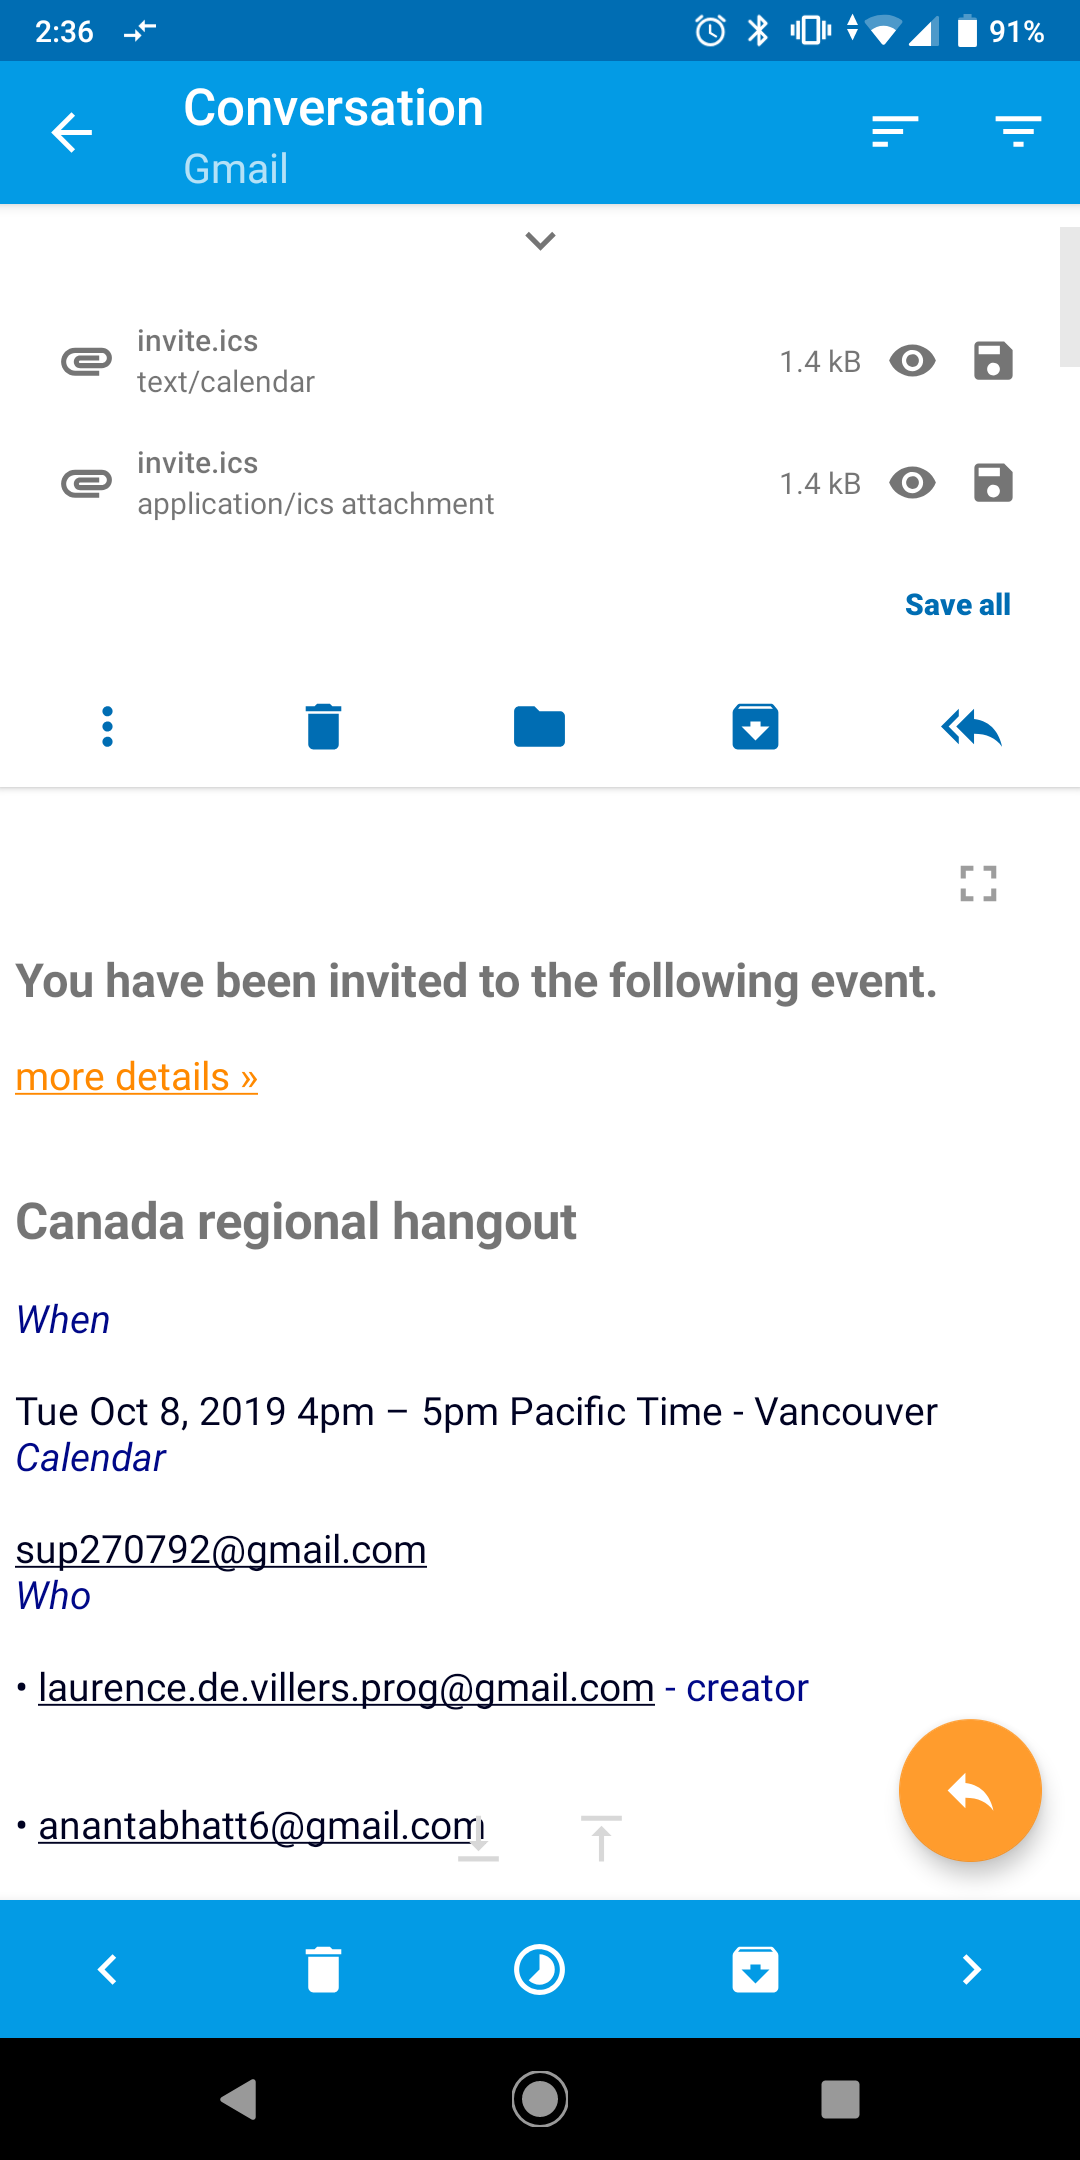 2:36
91%
Conversation
Gmail
invite.ics
1.4 kB
text/calendar
invite.ics
1.4 kB
application/ics attachment
Save all
You have been invited to the following event.
more details »
Canada regional hangout
When
Tue Oct 8, 2019 4pm – 5pm Pacific Time - Vancouver
Calendar
sup270792@gmail.com
Who
• laurence.de.villers.prog@gmail.com - creator
• anantabhatt6@gmail.com